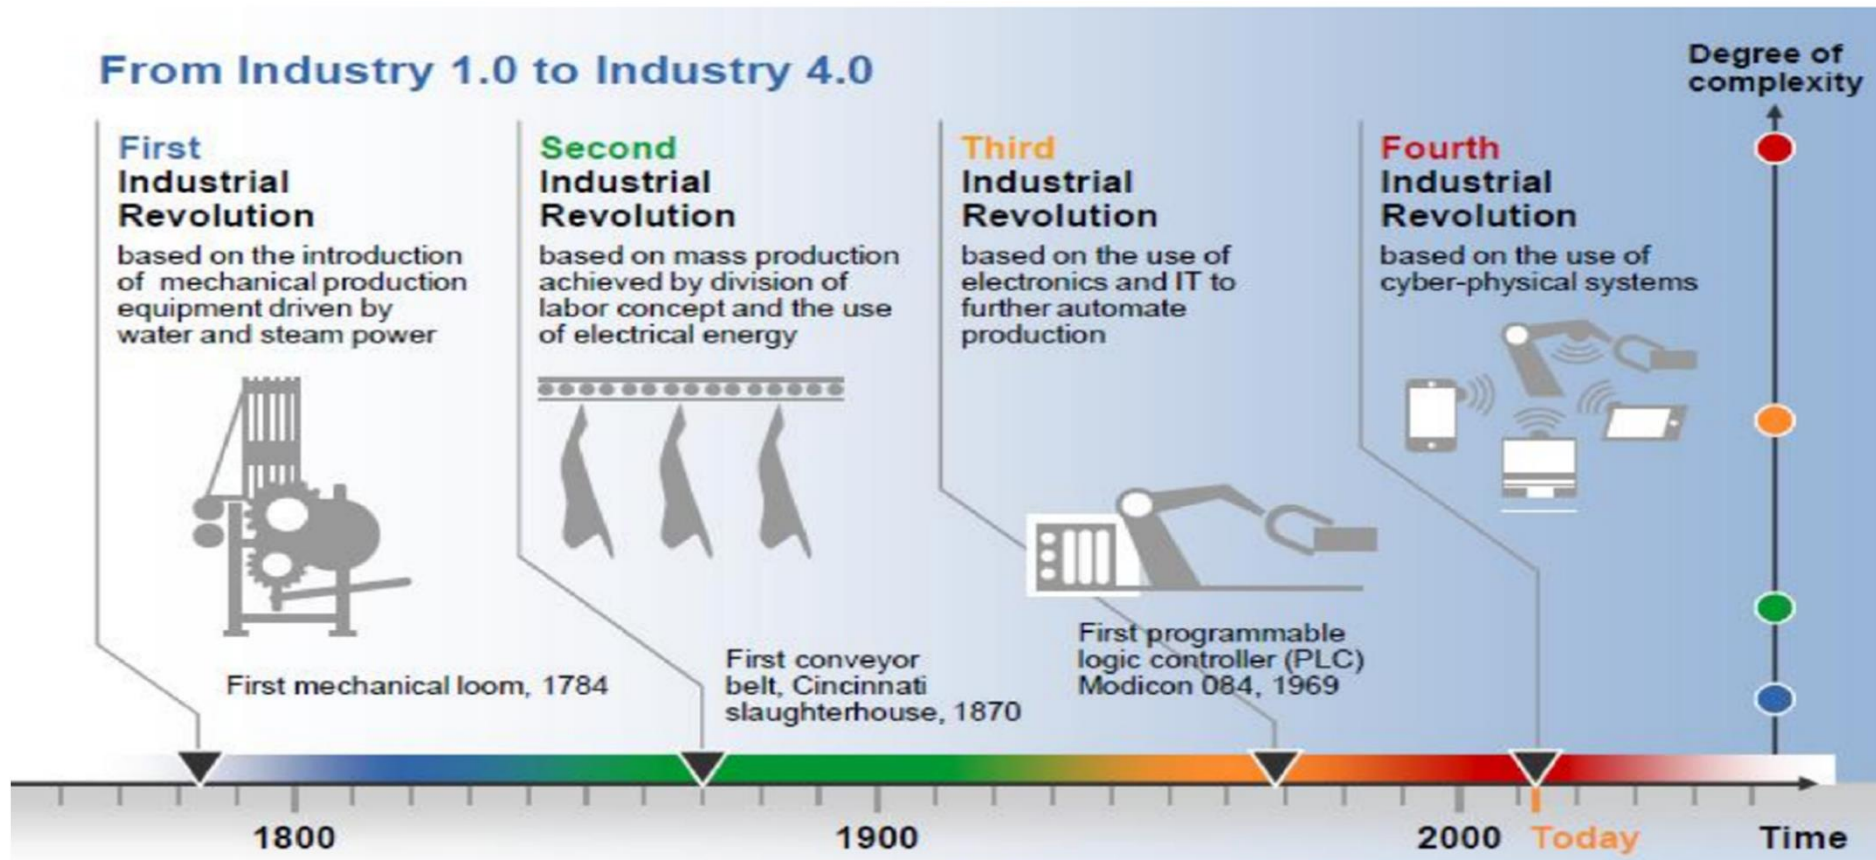 From Industry 1.0 to Industry 4.0
Degree of
complexity
First
Industrial
Revolution
based on the introduction
of mechanical production
equipment driven by
water and steam power
First mechanical loom, 1784
Second
Industrial
Revolution
based on mass production
achieved by division of
labor concept and the use
of electrical energy
First conveyor
belt, Cincinnati
slaughterhouse, 1870
Third
Industrial
Revolution
based on the use of
electronics and IT to
further automate
production
First programmable
logic controller (PLC)
Modicon 084, 1969
Fourth
Industrial
Revolution
based on the use of
cyber-physical systems
1800
1900
2000
Today
Time